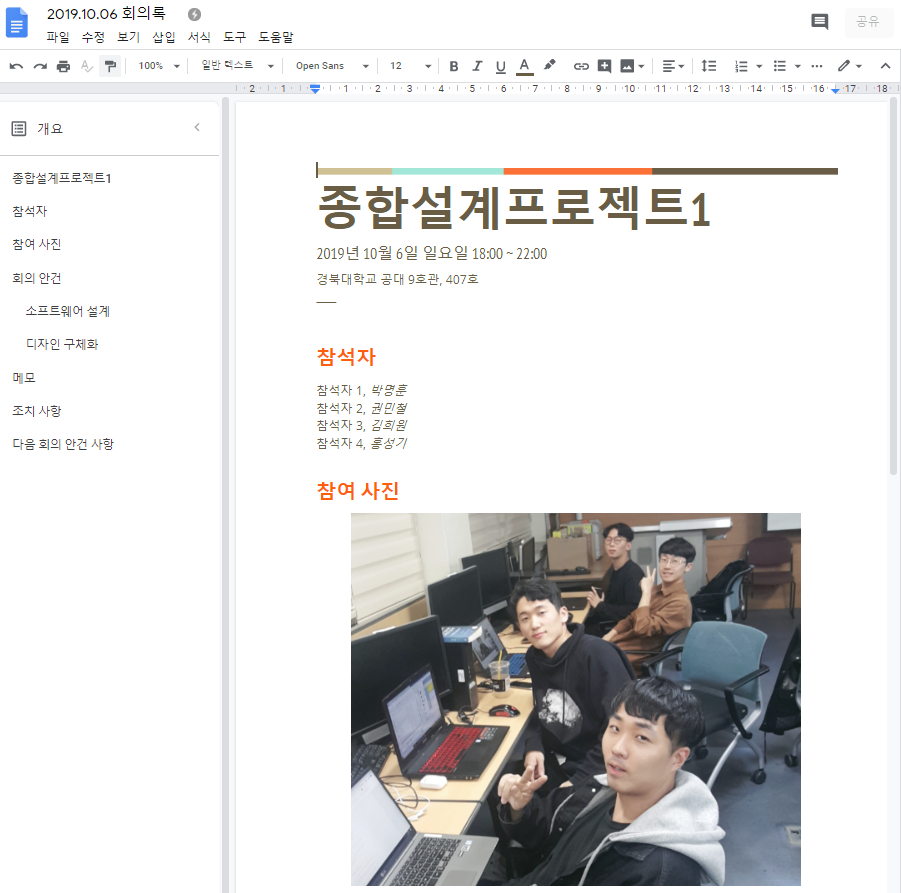 2019.10.06 회의록
파일 수정 보기 삽입 서식 도구 도움말
공유
100% 일반 텍스트 Open Sans 12 B I U A
2 1 1 2 3 4 5 6 7 8 9 10 11 12 13 14 15 16 17 18
개요
종합설계프로젝트1
참석자
참여 사진
회의 안건
소프트웨어 설계
디자인 구체화
메모
조치 사항
다음 회의 안건 사항
종합설계프로젝트1
2019년 10월 6일 일요일 18:00 ~ 22:00
경북대학교 공대 9호관, 407호
참석자
참석자 1, 박명훈
참석자 2, 권민철
참석자 3, 김희원
참석자 4, 홍성기
참여 사진